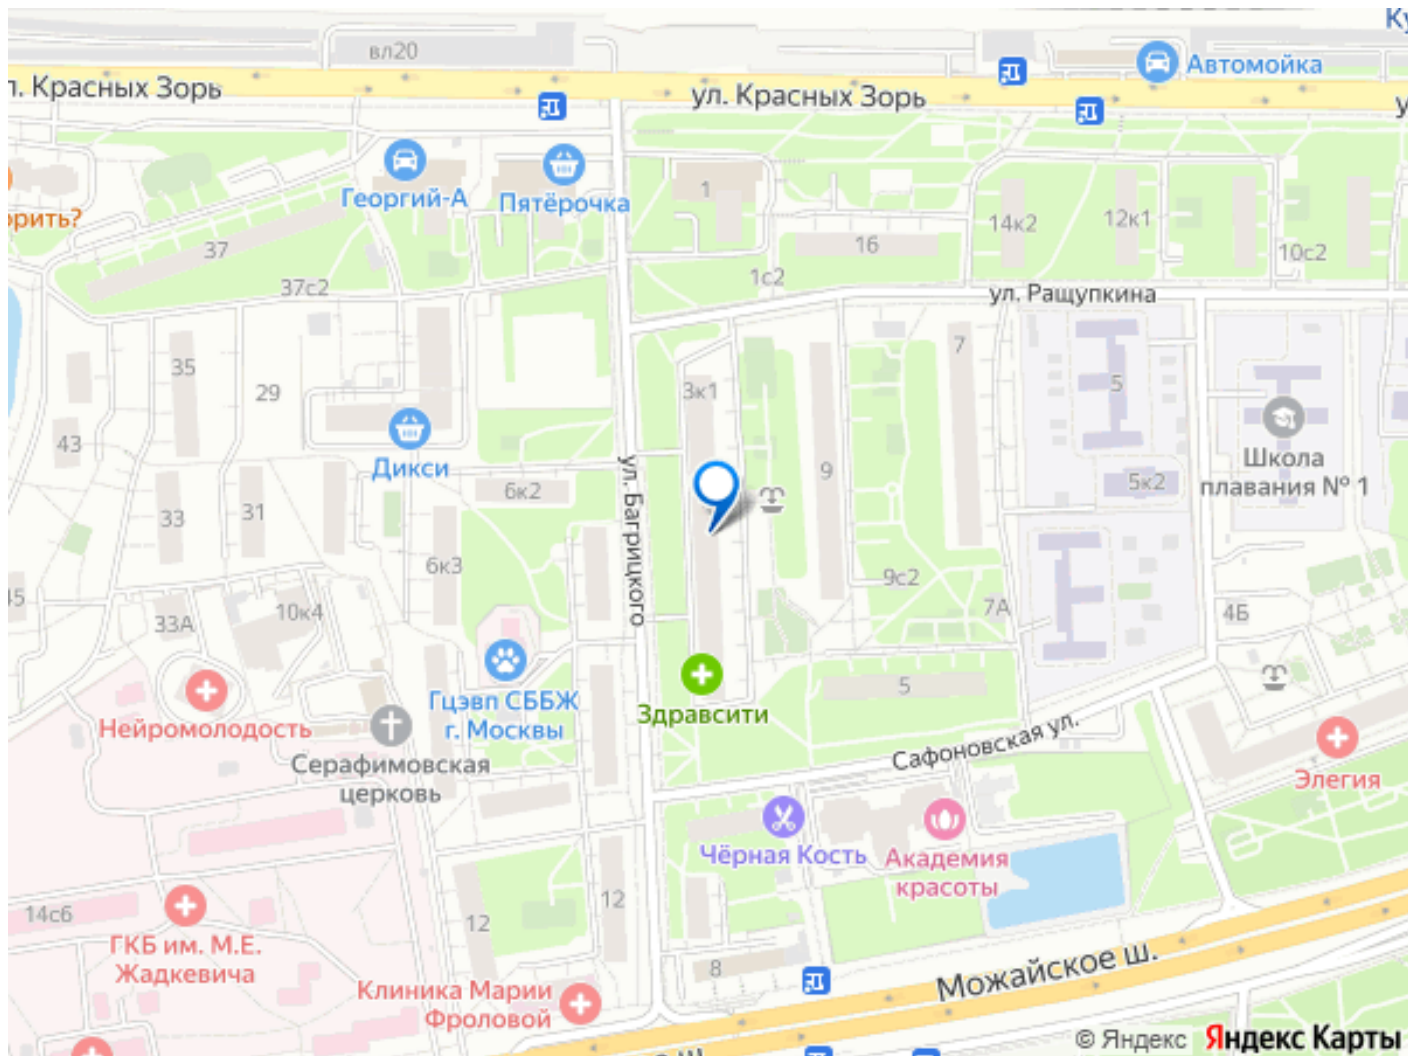 Ку
вл20
Автомойка
л. Красных Зорь
ул. Красных Зорь
Георгий-А
Пятёрочка
1
орить?
14к2
12к1
37
16
10с2
1с2
37с2
ул. Ращупкина
7
35
3к1
5
29
43
Дикси
9
Школа
плавания № 1
6к2
5к2
ул. Багрицкого
33
31
6к3
9с2
45
7А
10к4
33А
4Б
5
Гцэвп СББЖ
г. Москвы
Здравсити
Нейромолодость
Сафоновская ул.
Серафимовская
церковь
Элегия
Чёрная Кость
Академия
красоты
12
12
14с6
ГКБ им. М.Е.
Жадкевича
8
Можайское ш.
Клиника Марии
Фроловой
© Яндекс Яндекс Карты